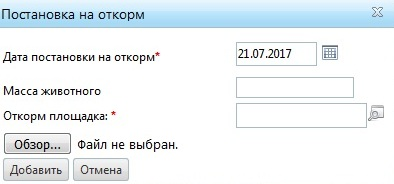 Постановка на откорм
Дата постановки на откорм* 21.07.2017
Масса животного
Откорм площадка: *
Обзор... Файл не выбран.
Добавить Отмена